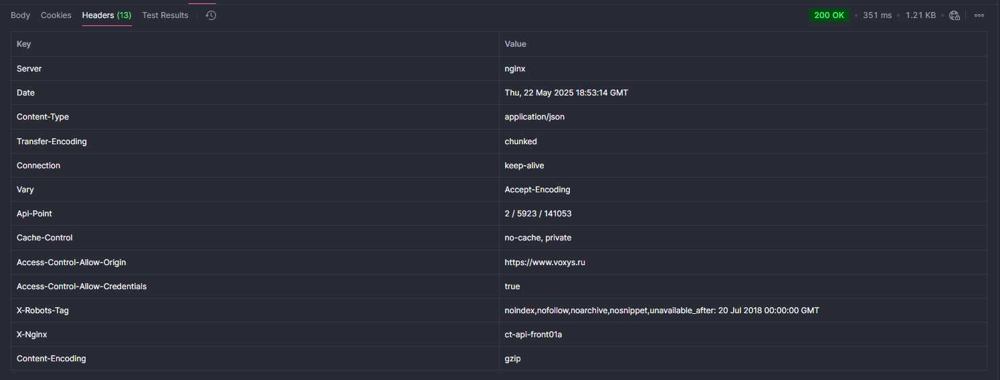 Body Cookies Headers (13) Test Results 200 OK • 351 ms • 1.21 KB •
Key Value
Server nginx
Date Thu, 22 May 2025 18:53:14 GMT
Content-Type application/json
Transfer-Encoding chunked
Connection keep-alive
Vary Accept-Encoding
Api-Point 2 / 5923 / 141053
Cache-Control no-cache, private
Access-Control-Allow-Origin https://www.voxys.ru
Access-Control-Allow-Credentials true
X-Robots-Tag noindex,nofollow,noarchive,nosnippet,unavailable_after: 20 Jul 2018 00:00:00 GMT
X-Nginx ct-api-front01a
Content-Encoding gzip